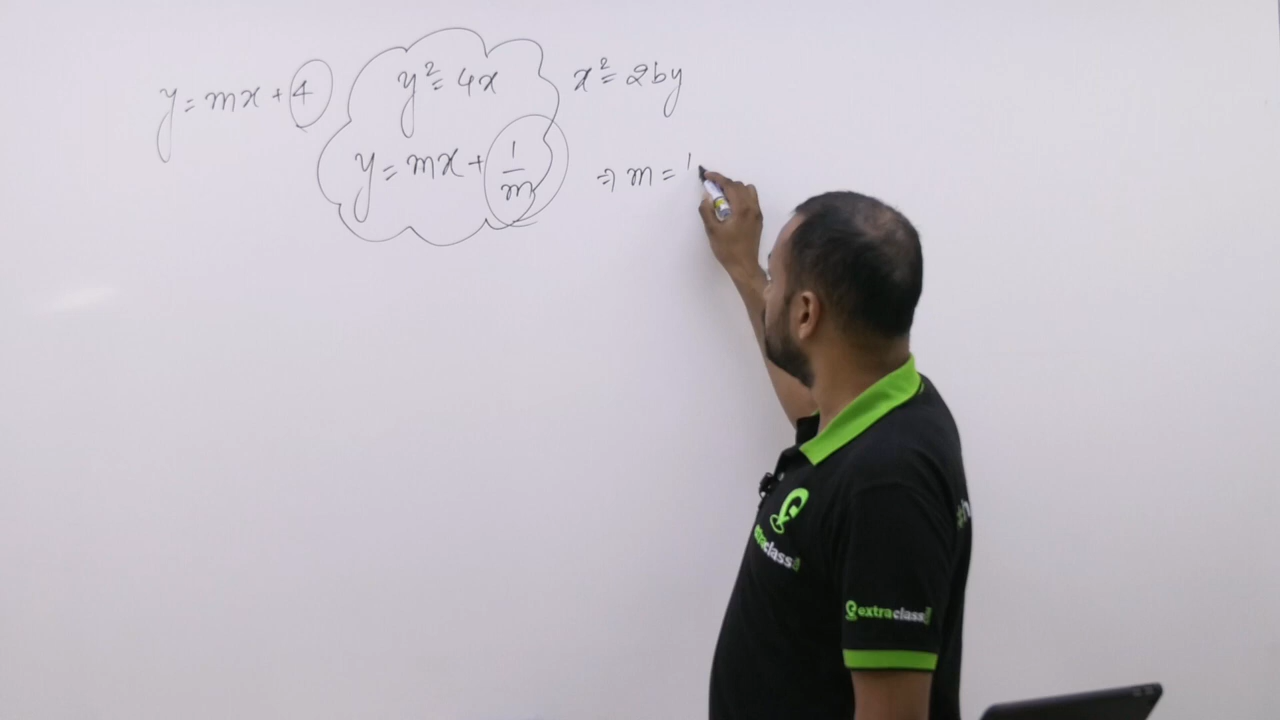 y = mx + 4
y² = 4x
x² = 2by
y = mx + 1/m
⇒ m = 1
extraclass
extraclass